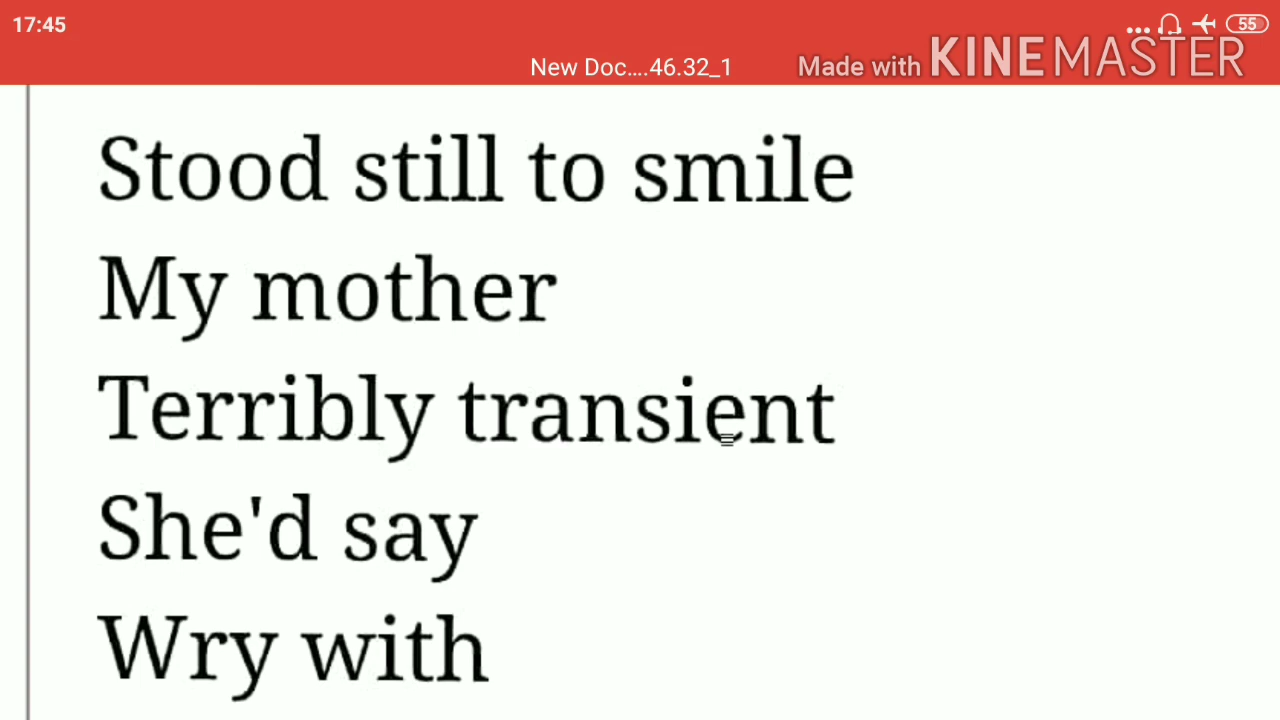 17:45
... 55
New Doc....46.32_1
Made with KINEMASTER
Stood still to smile
My mother
Terribly transient
She'd say
Wry with